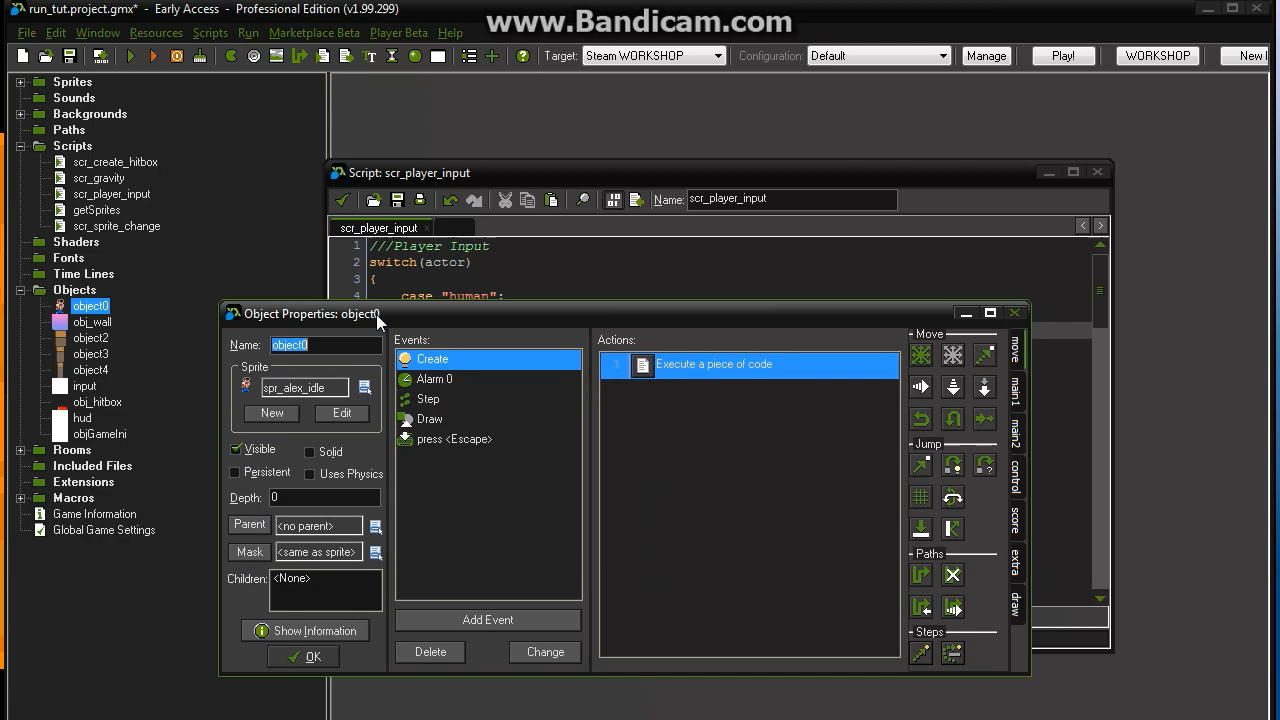 run_tut.project.gmx* - Early Access - Professional Edition (v1.99.299)
www.Bandicam.com
File Edit Window Resources Scripts Run Marketplace Beta Player Beta Help
Target: Steam WORKSHOP Configuration: Default Manage Play! WORKSHOP New
Sprites
Sounds
Backgrounds
Paths
Scripts
scr_create_hitbox
scr_gravity
scr_player_input
getSprites
scr_sprite_change
Shaders
Fonts
Time Lines
Objects
object0
obj_wall
object2
object3
object4
input
obj_hitbox
hud
objGameIni
Rooms
Included Files
Extensions
Macros
Game Information
Global Game Settings
Script: scr_player_input
Name: scr_player_input
scr_player_input x
1 ///Player Input
2 switch(actor)
3 {
4 case "human":
Object Properties: object0
Name: object0
Sprite
spr_alex_idle
New Edit
Visible Solid
Persistent Uses Physics
Depth: 0
Parent <no parent>
Mask <same as sprite>
Children: <None>
Show Information
OK
Events:
Create
Alarm 0
Step
Draw
press <Escape>
Add Event
Delete Change
Actions:
1 Execute a piece of code
Move
Jump
Paths
Steps
move
main1
main2
control
score
extra
draw